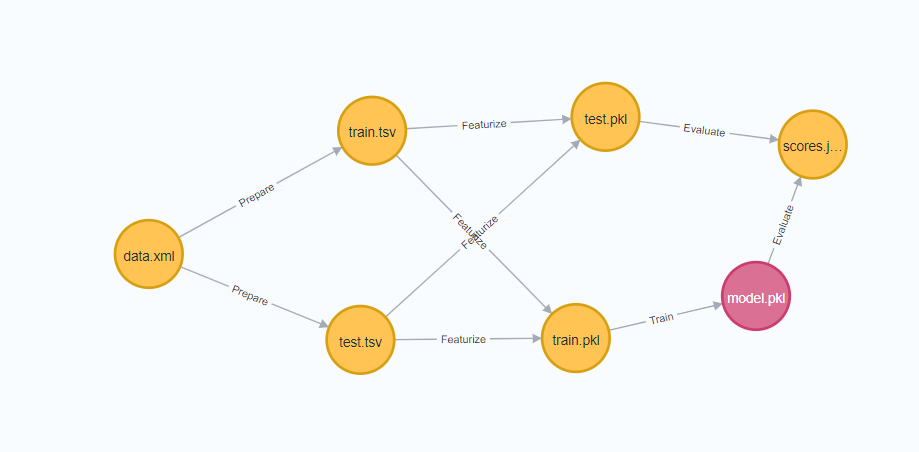 train.tsv
Featurize
test.pkl
Evaluate
scores.j...
Prepare
Featurize
Featurize
Evaluate
data.xml
Prepare
model.pkl
test.tsv
Featurize
train.pkl
Train